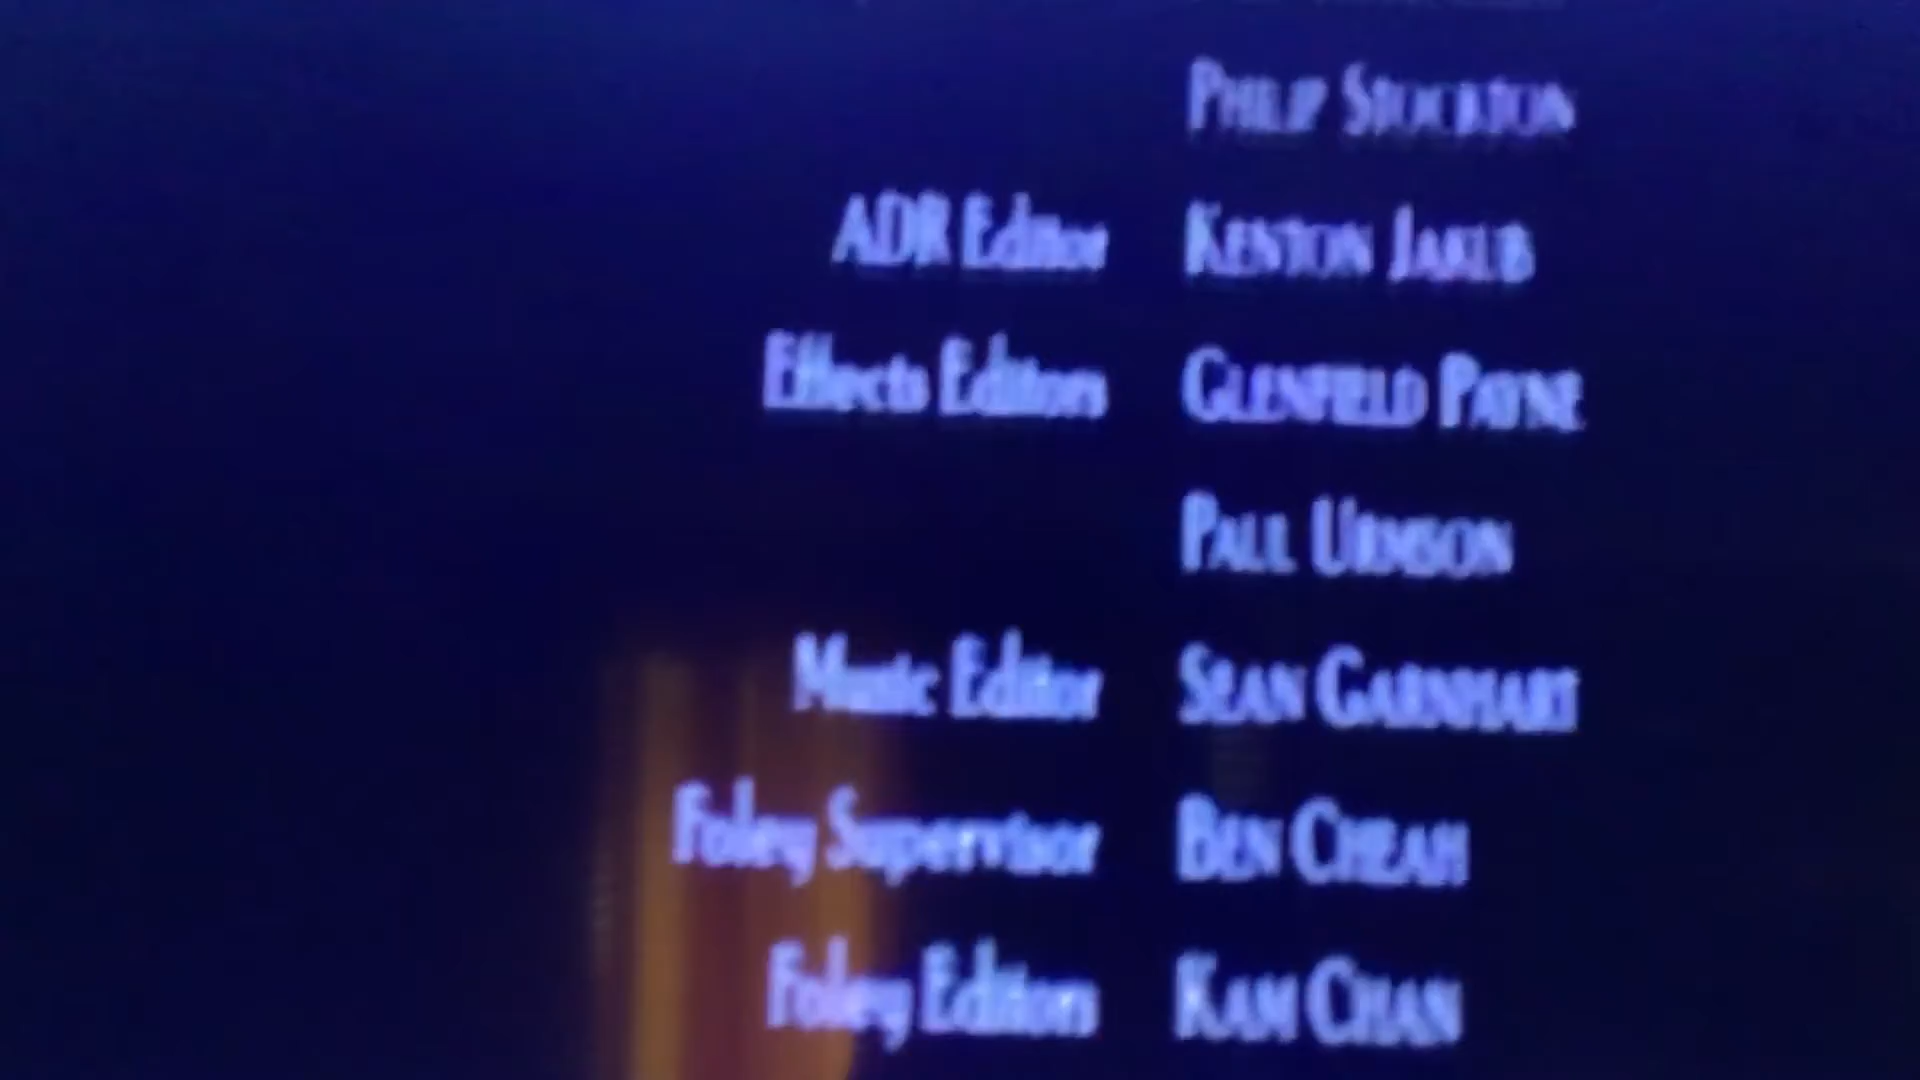 PHILIP STOCKTON
ADR Editor KENTON JAKUB
Effects Editors GLENFIELD PAYNE
PAUL URMSON
Music Editor SEAN GARNHART
Foley Supervisor BEN CHEAH
Foley Editors KAM CHAN